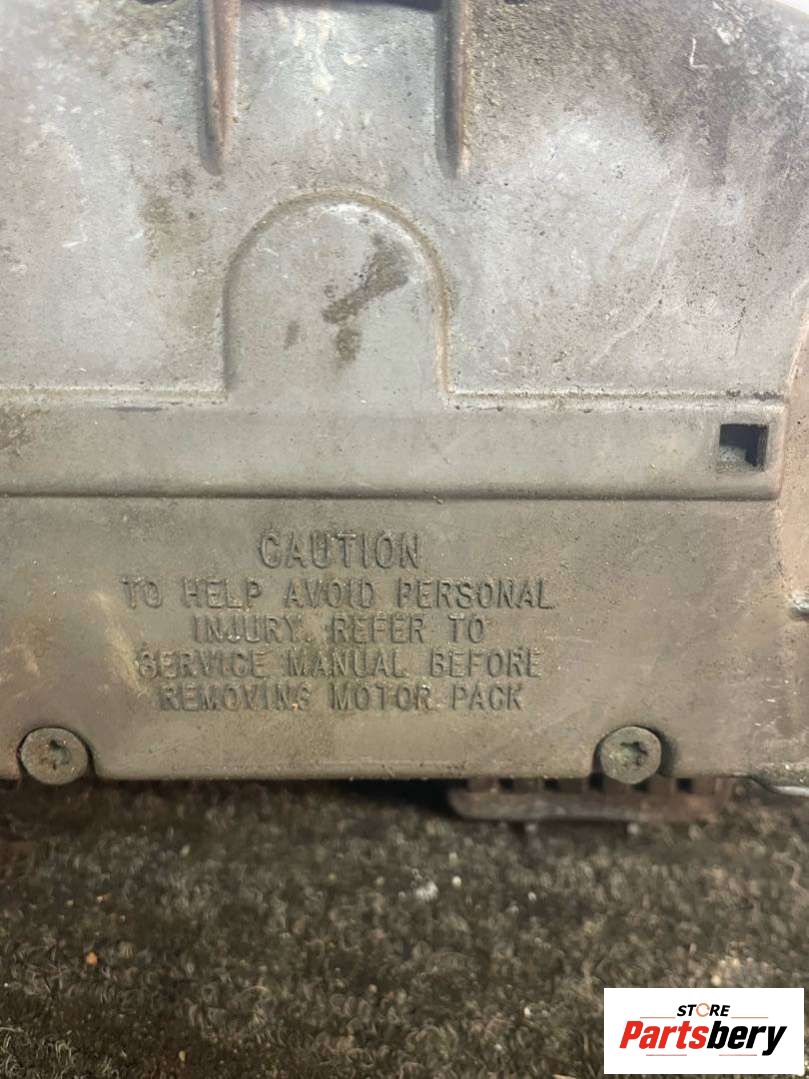 CAUTION
TO HELP AVOID PERSONAL
INJURY. REFER TO
SERVICE MANUAL BEFORE
REMOVING MOTOR PACK
STORE
Partsbery